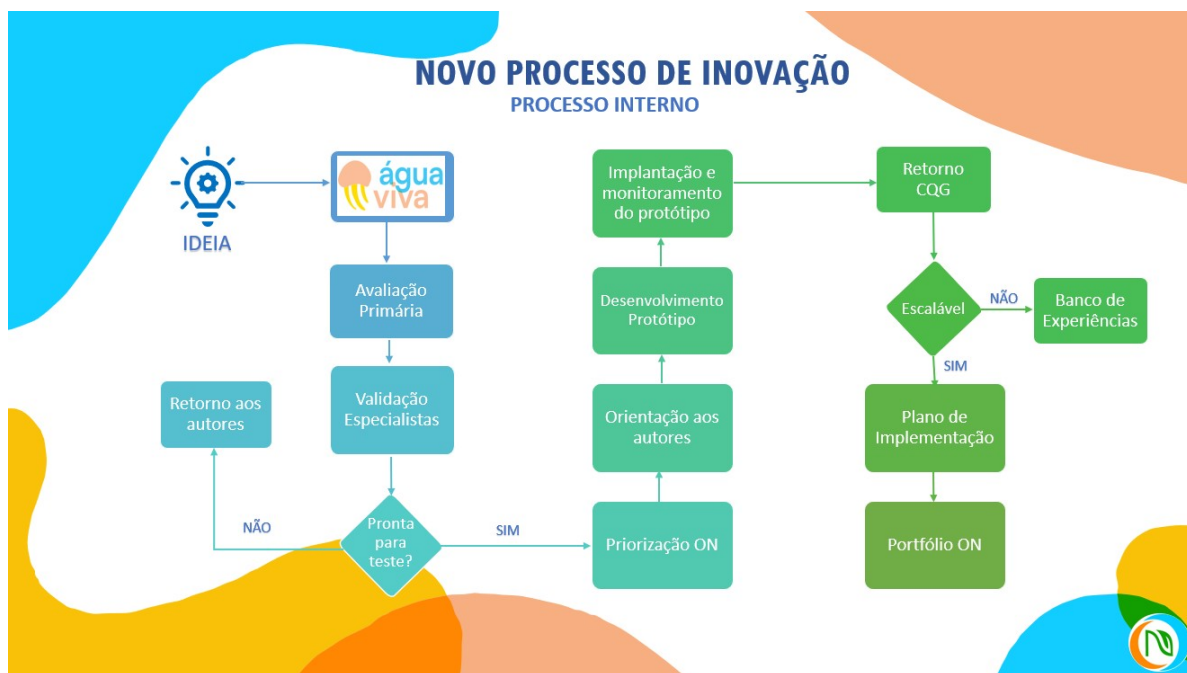 NOVO PROCESSO DE INOVAÇÃO
PROCESSO INTERNO
IDEIA
água
viva
Avaliação
Primária
Validação
Especialistas
Retorno aos
autores
NÃO
Pronta
para
teste?
SIM
Priorização ON
Orientação aos
autores
Desenvolvimento
Protótipo
Implantação e
monitoramento
do protótipo
Retorno
CQG
Escalável
NÃO
Banco de
Experiências
SIM
Plano de
Implementação
Portfólio ON